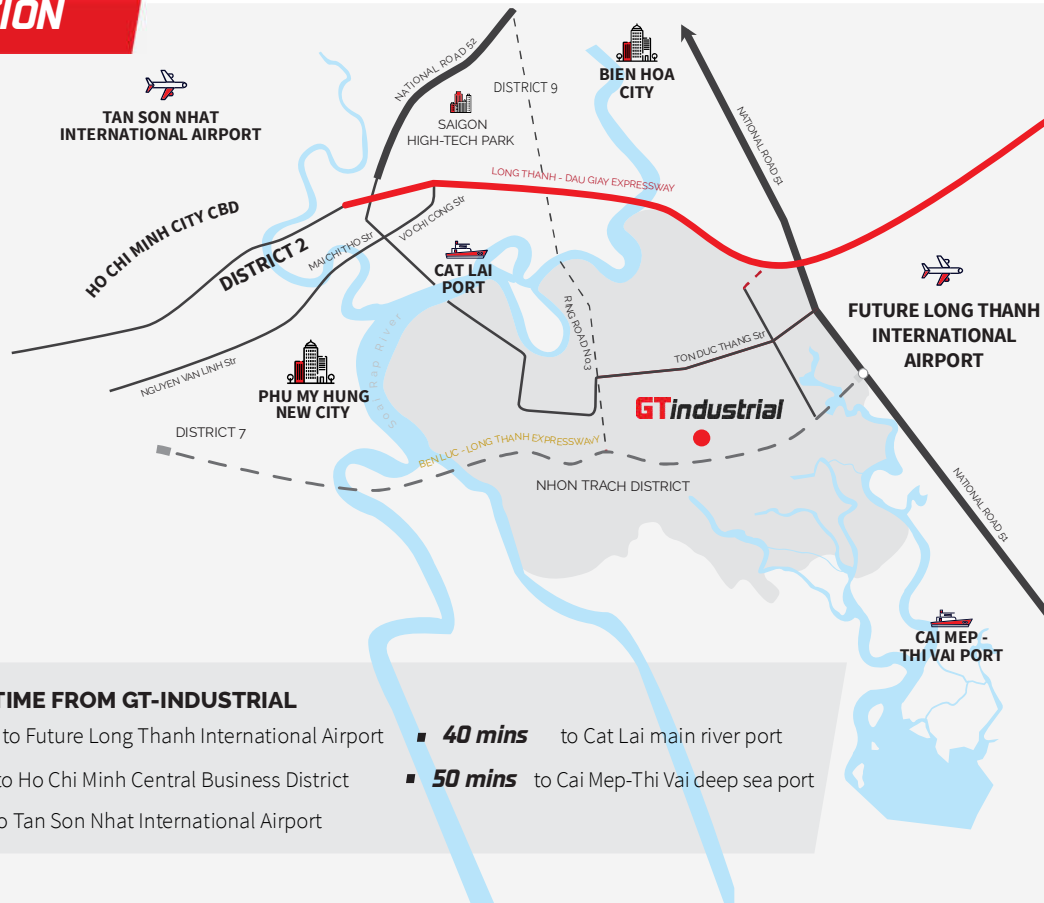 TAN SON NHAT
INTERNATIONAL AIRPORT
NATIONAL ROAD 52
DISTRICT 9
SAIGON
HIGH-TECH PARK
BIEN HOA
CITY
NATIONAL ROAD 51
LONG THANH - DAU GIAY EXPRESSWAY
HO CHI MINH CITY CBD
DISTRICT 2
MAI CHI THO Str
VO CHI CONG Str
CAT LAI
PORT
FUTURE LONG THANH
INTERNATIONAL
AIRPORT
RING ROAD No3
TON DUC THANG Str
NGUYEN VAN LINH Str
PHU MY HUNG
NEW CITY
Soai Rap River
GTindustrial
DISTRICT 7
BEN LUC - LONG THANH EXPRESSWAY
NHON TRACH DISTRICT
NATIONAL ROAD 51
CAI MEP -
THI VAI PORT
TIME FROM GT-INDUSTRIAL
to Future Long Thanh International Airport
40 mins to Cat Lai main river port
to Ho Chi Minh Central Business District
50 mins to Cai Mep-Thi Vai deep sea port
Tan Son Nhat International Airport